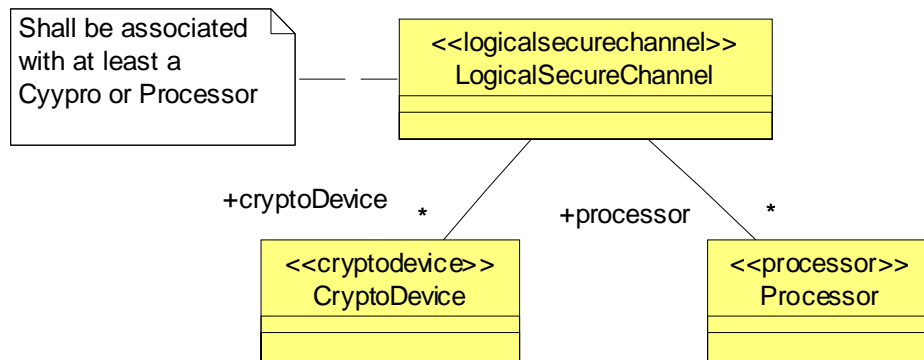 Shall be associated
with at least a
Cyypro or Processor
<<logicalsecurechannel>>
LogicalSecureChannel
+cryptoDevice
*
+processor
*
<<cryptodevice>>
CryptoDevice
<<processor>>
Processor